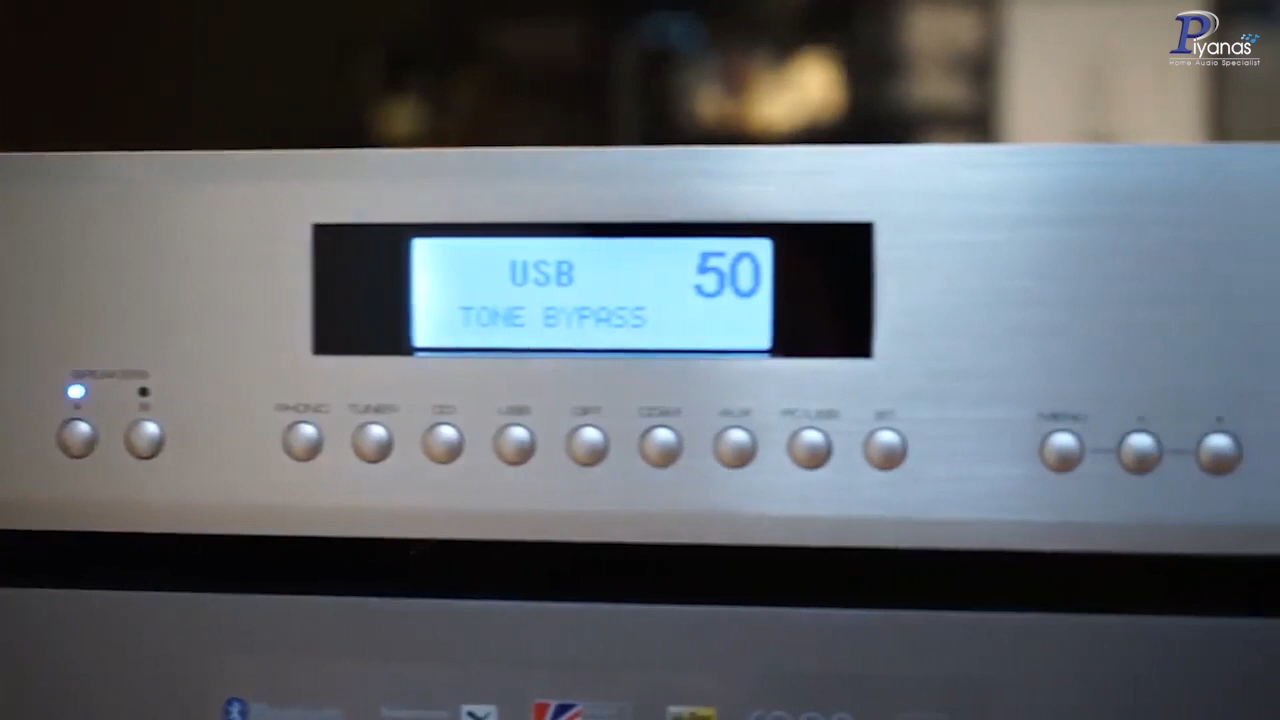 Piyanas
Home Audio Specialist
USB 50
TONE BYPASS
SPEAKERS
A B
PHONO TUNER CD USB OPT COAX AUX PC-USB BT
MENU - +